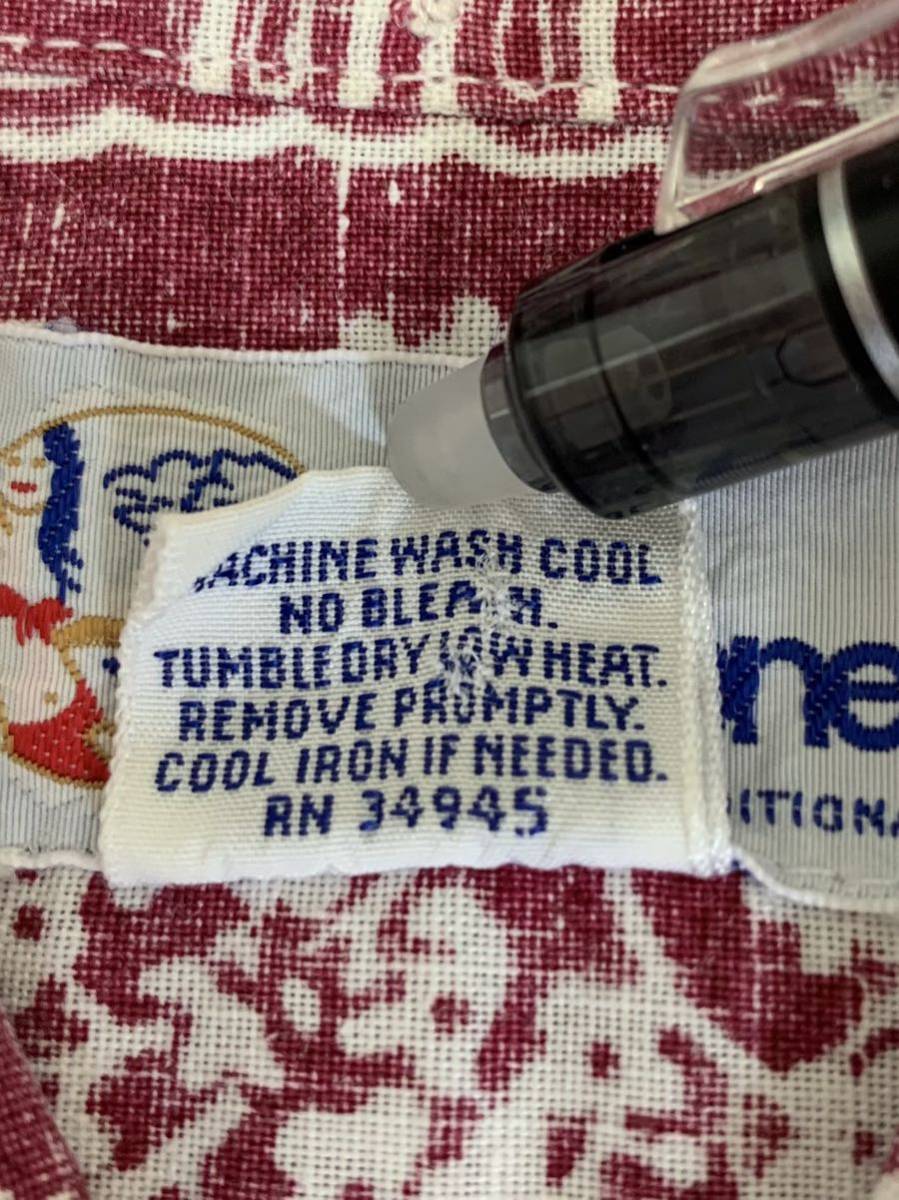 MACHINE WASH COOL
NO BLEACH.
TUMBLE DRY LOW HEAT.
REMOVE PROMPTLY.
COOL IRON IF NEEDED.
RN 34945